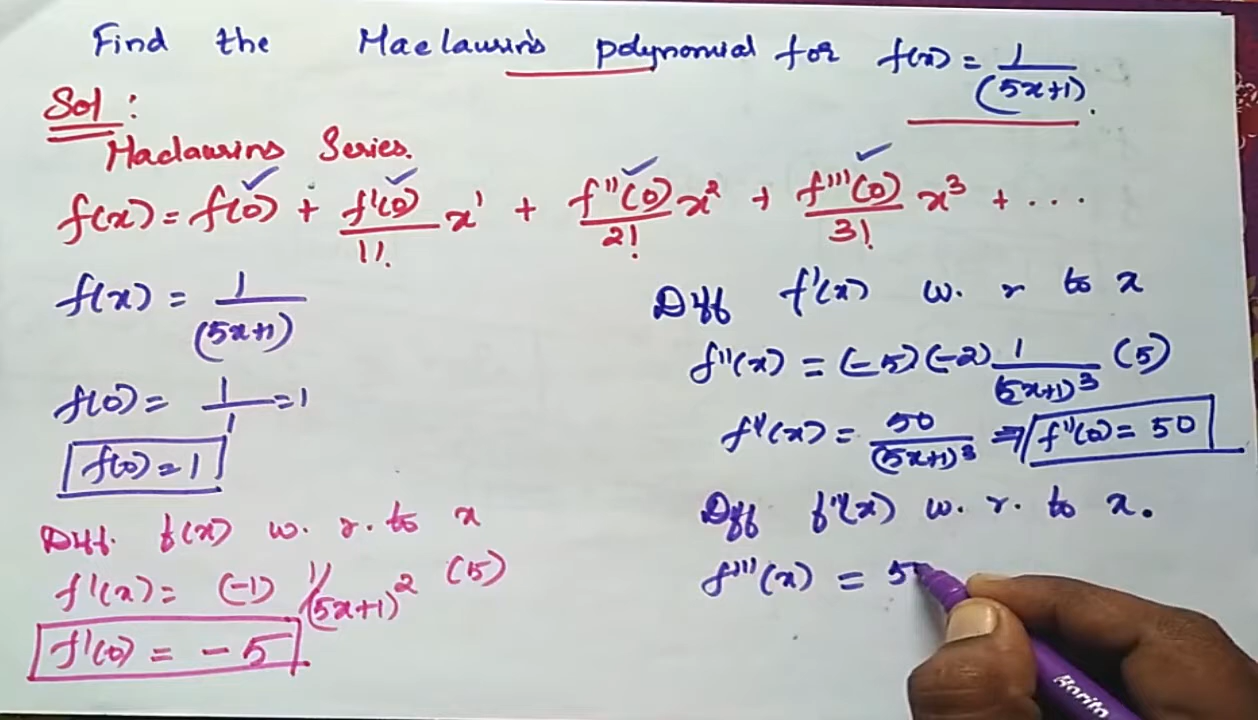 Find the Maclaurin's polynomial for f(x) = 1/(5x+1).
Sol:
Maclaurins Series.
f(x) = f(0) + f'(0)/1! x¹ + f''(0)/2! x² + f'''(0)/3! x³ + ...
f(x) = 1/(5x+1)
f(0) = 1/1 = 1
f(0) = 1
Diff. f(x) w. r. to x
f'(x) = (-1) 1/(5x+1)² (5)
f'(0) = -5.
Diff f'(x) w. r to x
f''(x) = (-5)(-2) 1/(5x+1)³ (5)
f''(x) = 50/(5x+1)³ ⇒ f''(0) = 50
Diff f''(x) w. r. to x.
f'''(x) = 5